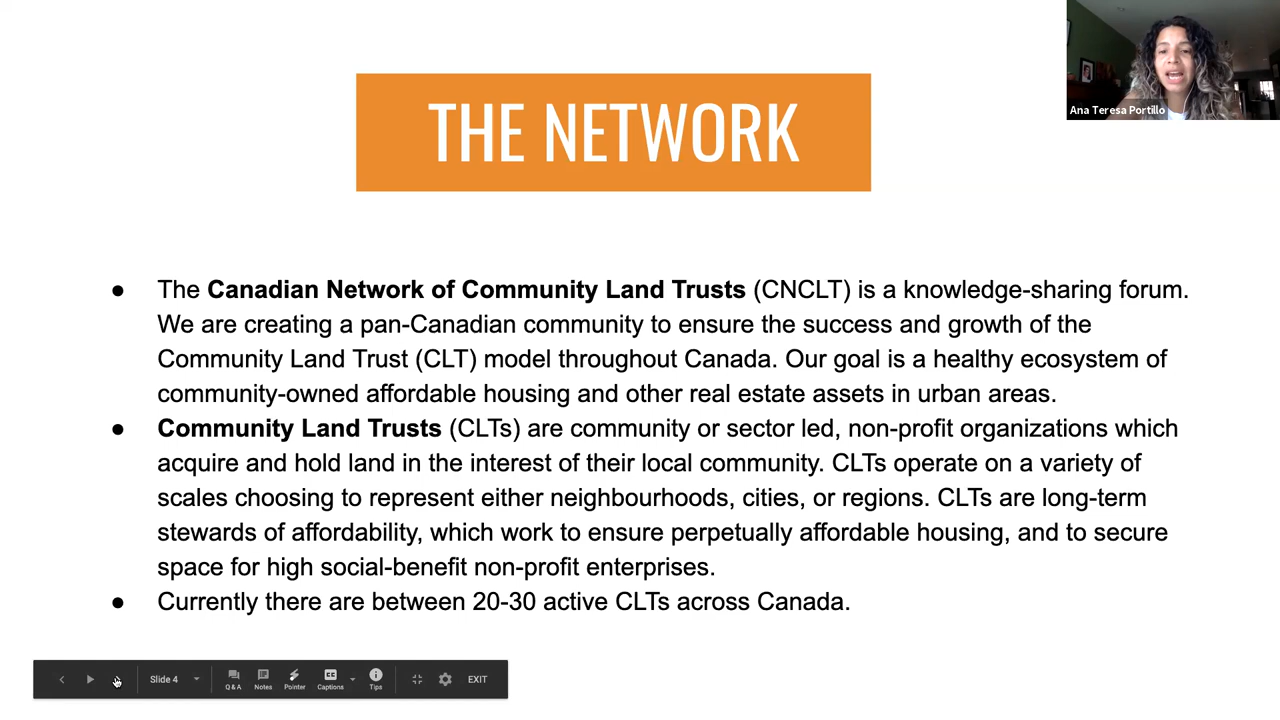 Ana Teresa Portillo
THE NETWORK
● The Canadian Network of Community Land Trusts (CNCLT) is a knowledge-sharing forum.
We are creating a pan-Canadian community to ensure the success and growth of the
Community Land Trust (CLT) model throughout Canada. Our goal is a healthy ecosystem of
community-owned affordable housing and other real estate assets in urban areas.
● Community Land Trusts (CLTs) are community or sector led, non-profit organizations which
acquire and hold land in the interest of their local community. CLTs operate on a variety of
scales choosing to represent either neighbourhoods, cities, or regions. CLTs are long-term
stewards of affordability, which work to ensure perpetually affordable housing, and to secure
space for high social-benefit non-profit enterprises.
● Currently there are between 20-30 active CLTs across Canada.
Slide 4 Q&A Notes Pointer CC Captions Tips EXIT